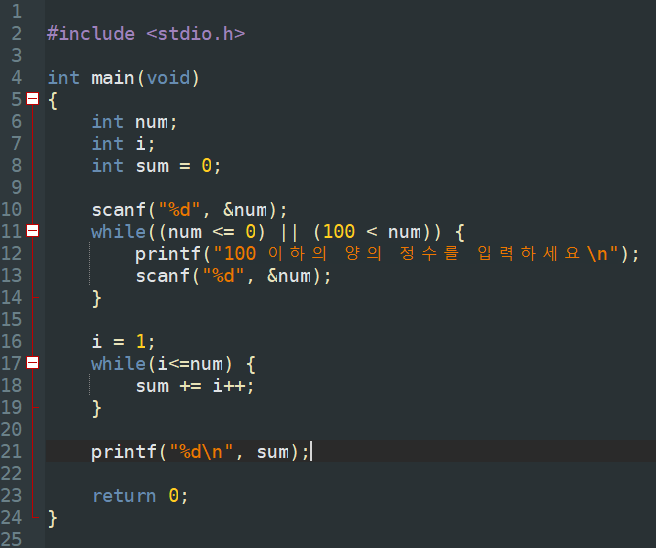 1
2 #include <stdio.h>
3
4 int main(void)
5 {
6 int num;
7 int i;
8 int sum = 0;
9
10 scanf("%d", &num);
11 while((num <= 0) || (100 < num)) {
12 printf("100 이하의 양의 정수를 입력하세요\n");
13 scanf("%d", &num);
14 }
15
16 i = 1;
17 while(i<=num) {
18 sum += i++;
19 }
20
21 printf("%d\n", sum);
22
23 return 0;
24 }
25